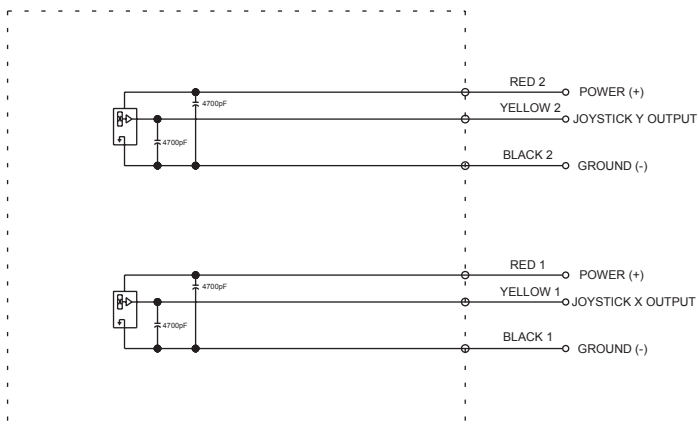 RED 2
POWER (+)
4700pF
YELLOW 2
JOYSTICK Y OUTPUT
4700pF
BLACK 2
GROUND (-)
RED 1
POWER (+)
4700pF
YELLOW 1
JOYSTICK X OUTPUT
4700pF
BLACK 1
GROUND (-)